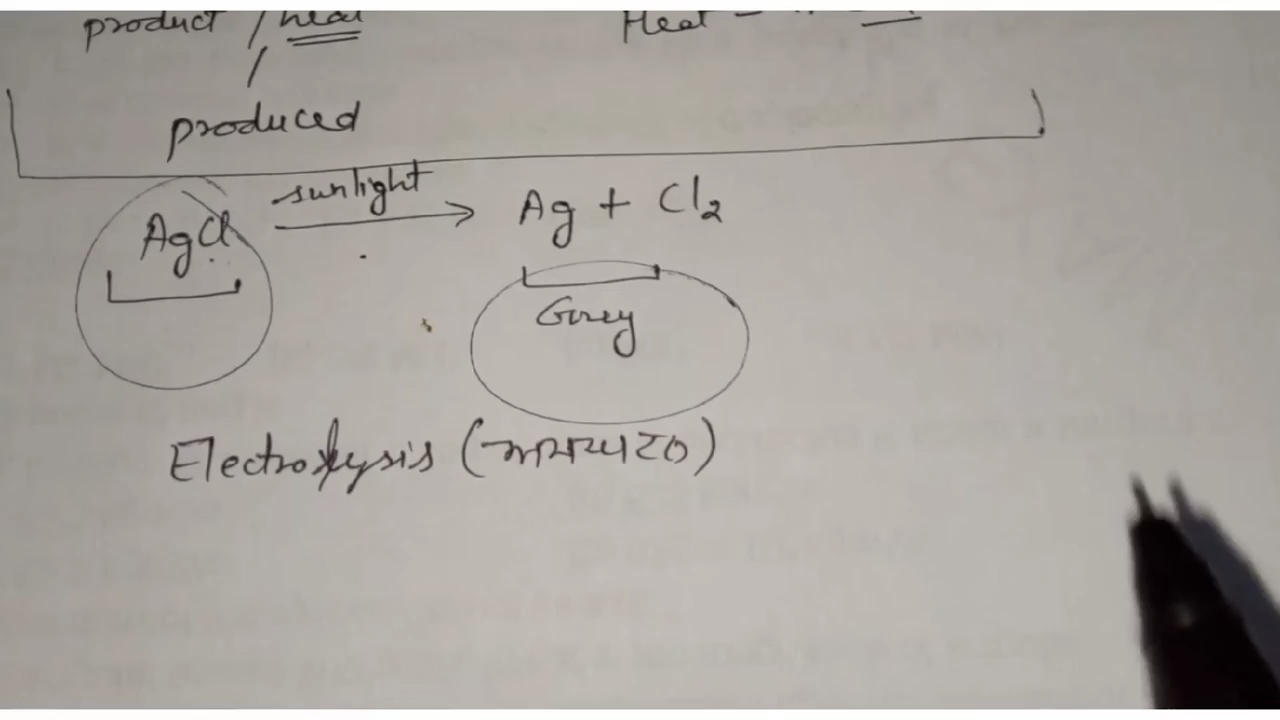 product / heat
Heat -
/
produced
AgCl sunlight → Ag + Cl2
Grey
Electrolysis (